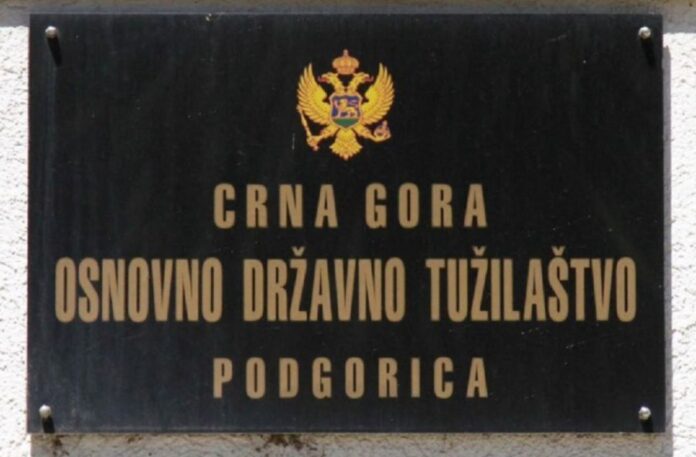 CRNA GORA
OSNOVNO DRŽAVNO TUŽILAŠTVO
PODGORICA